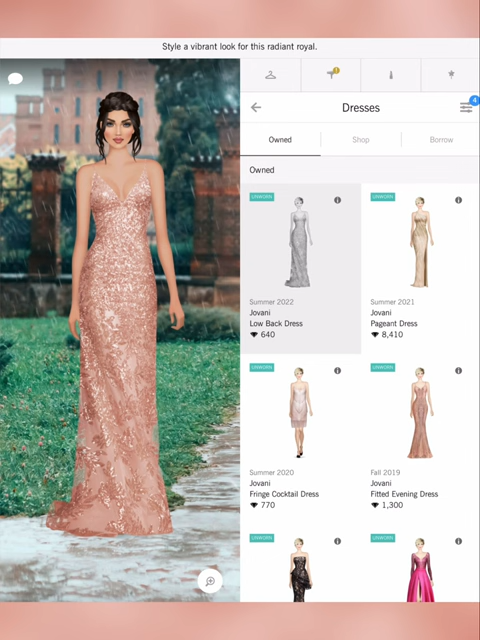 Style a vibrant look for this radiant royal.
1
Dresses
4
Owned
Shop
Borrow
Owned
UNWORN
UNWORN
Summer 2022
Jovani
Low Back Dress
640
Summer 2021
Jovani
Pageant Dress
8,410
UNWORN
UNWORN
Summer 2020
Jovani
Fringe Cocktail Dress
770
Fall 2019
Jovani
Fitted Evening Dress
1,300
UNWORN
UNWORN